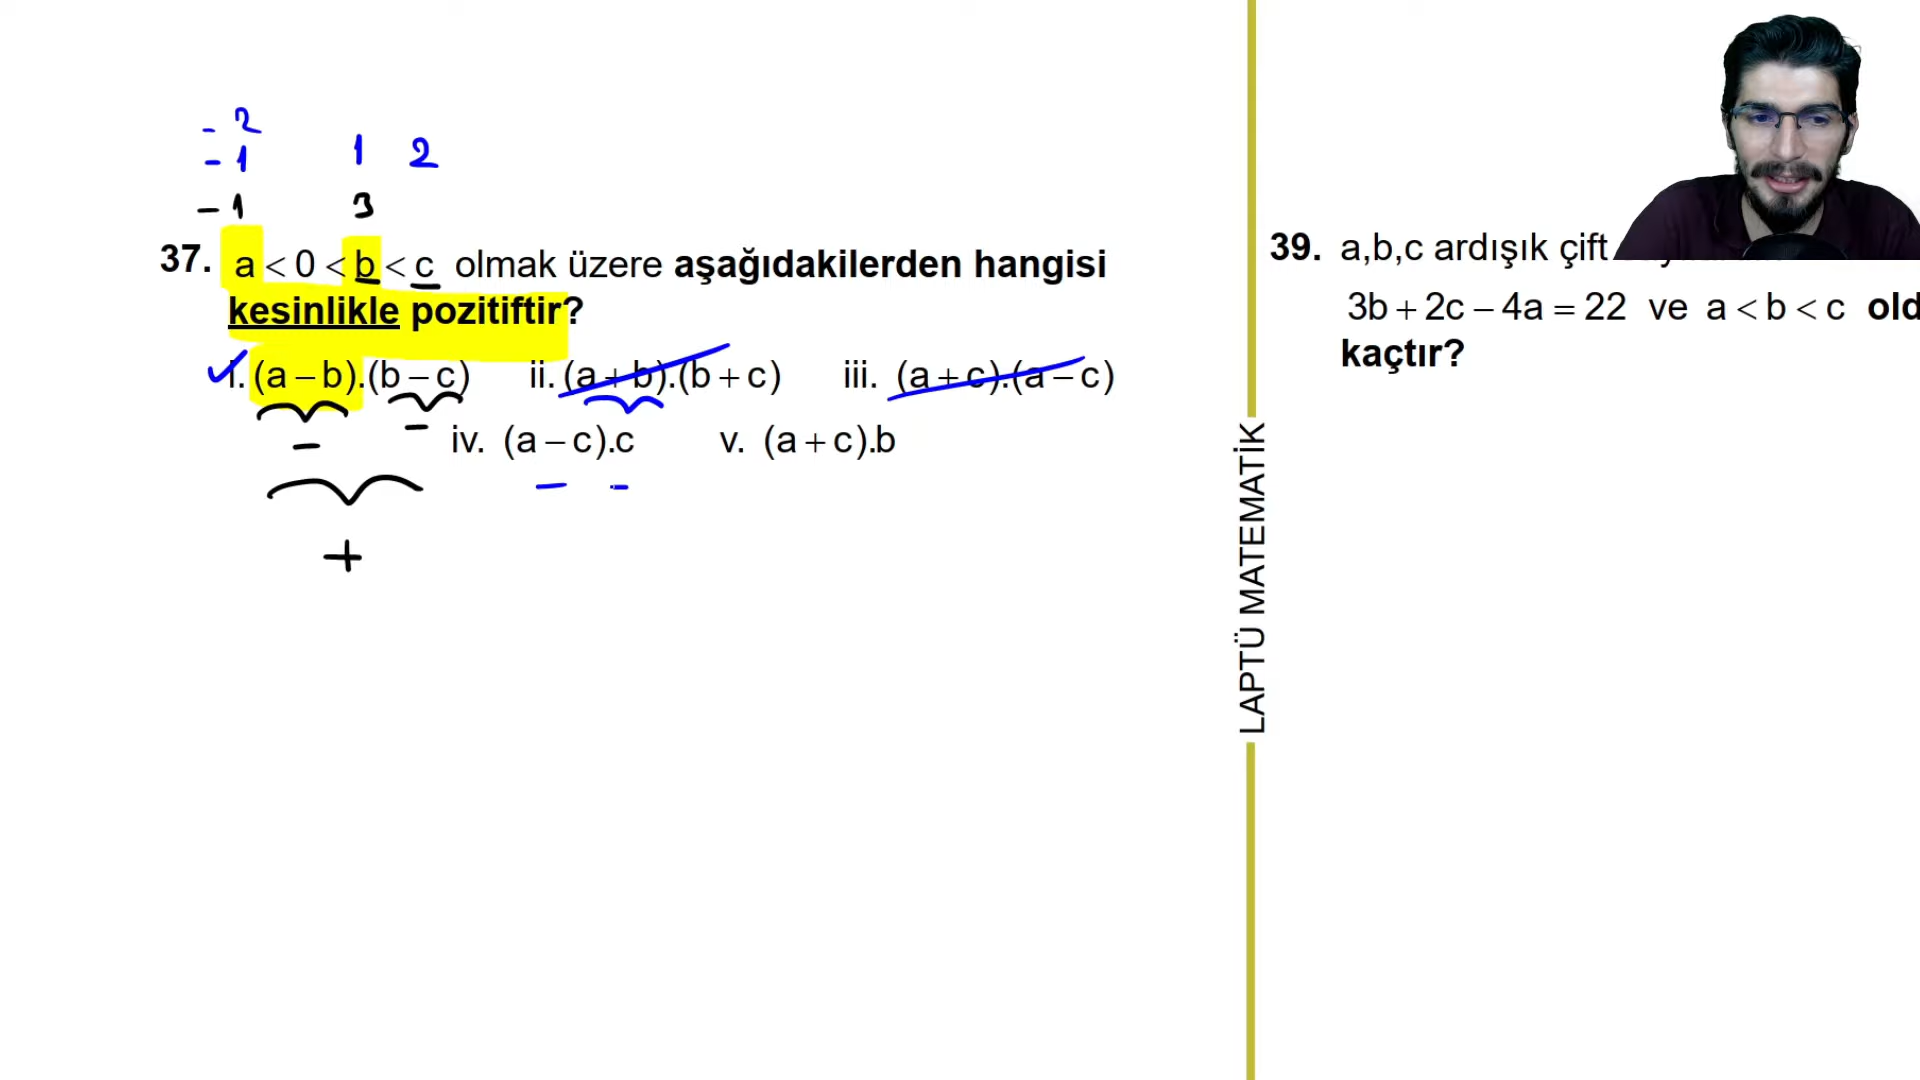 - 2
- 1 1 2
- 1 3
37. a < 0 < b < c olmak üzere aşağıdakilerden hangisi
kesinlikle pozitiftir?
i. (a – b).(b – c) ii. (a + b).(b + c) iii. (a + c).(a – c)
- -
iv. (a – c).c v. (a + c).b
- -
+
LAPTÜ MATEMATİK
39. a,b,c ardışık çift
3b + 2c – 4a = 22 ve a < b < c old
kaçtır?